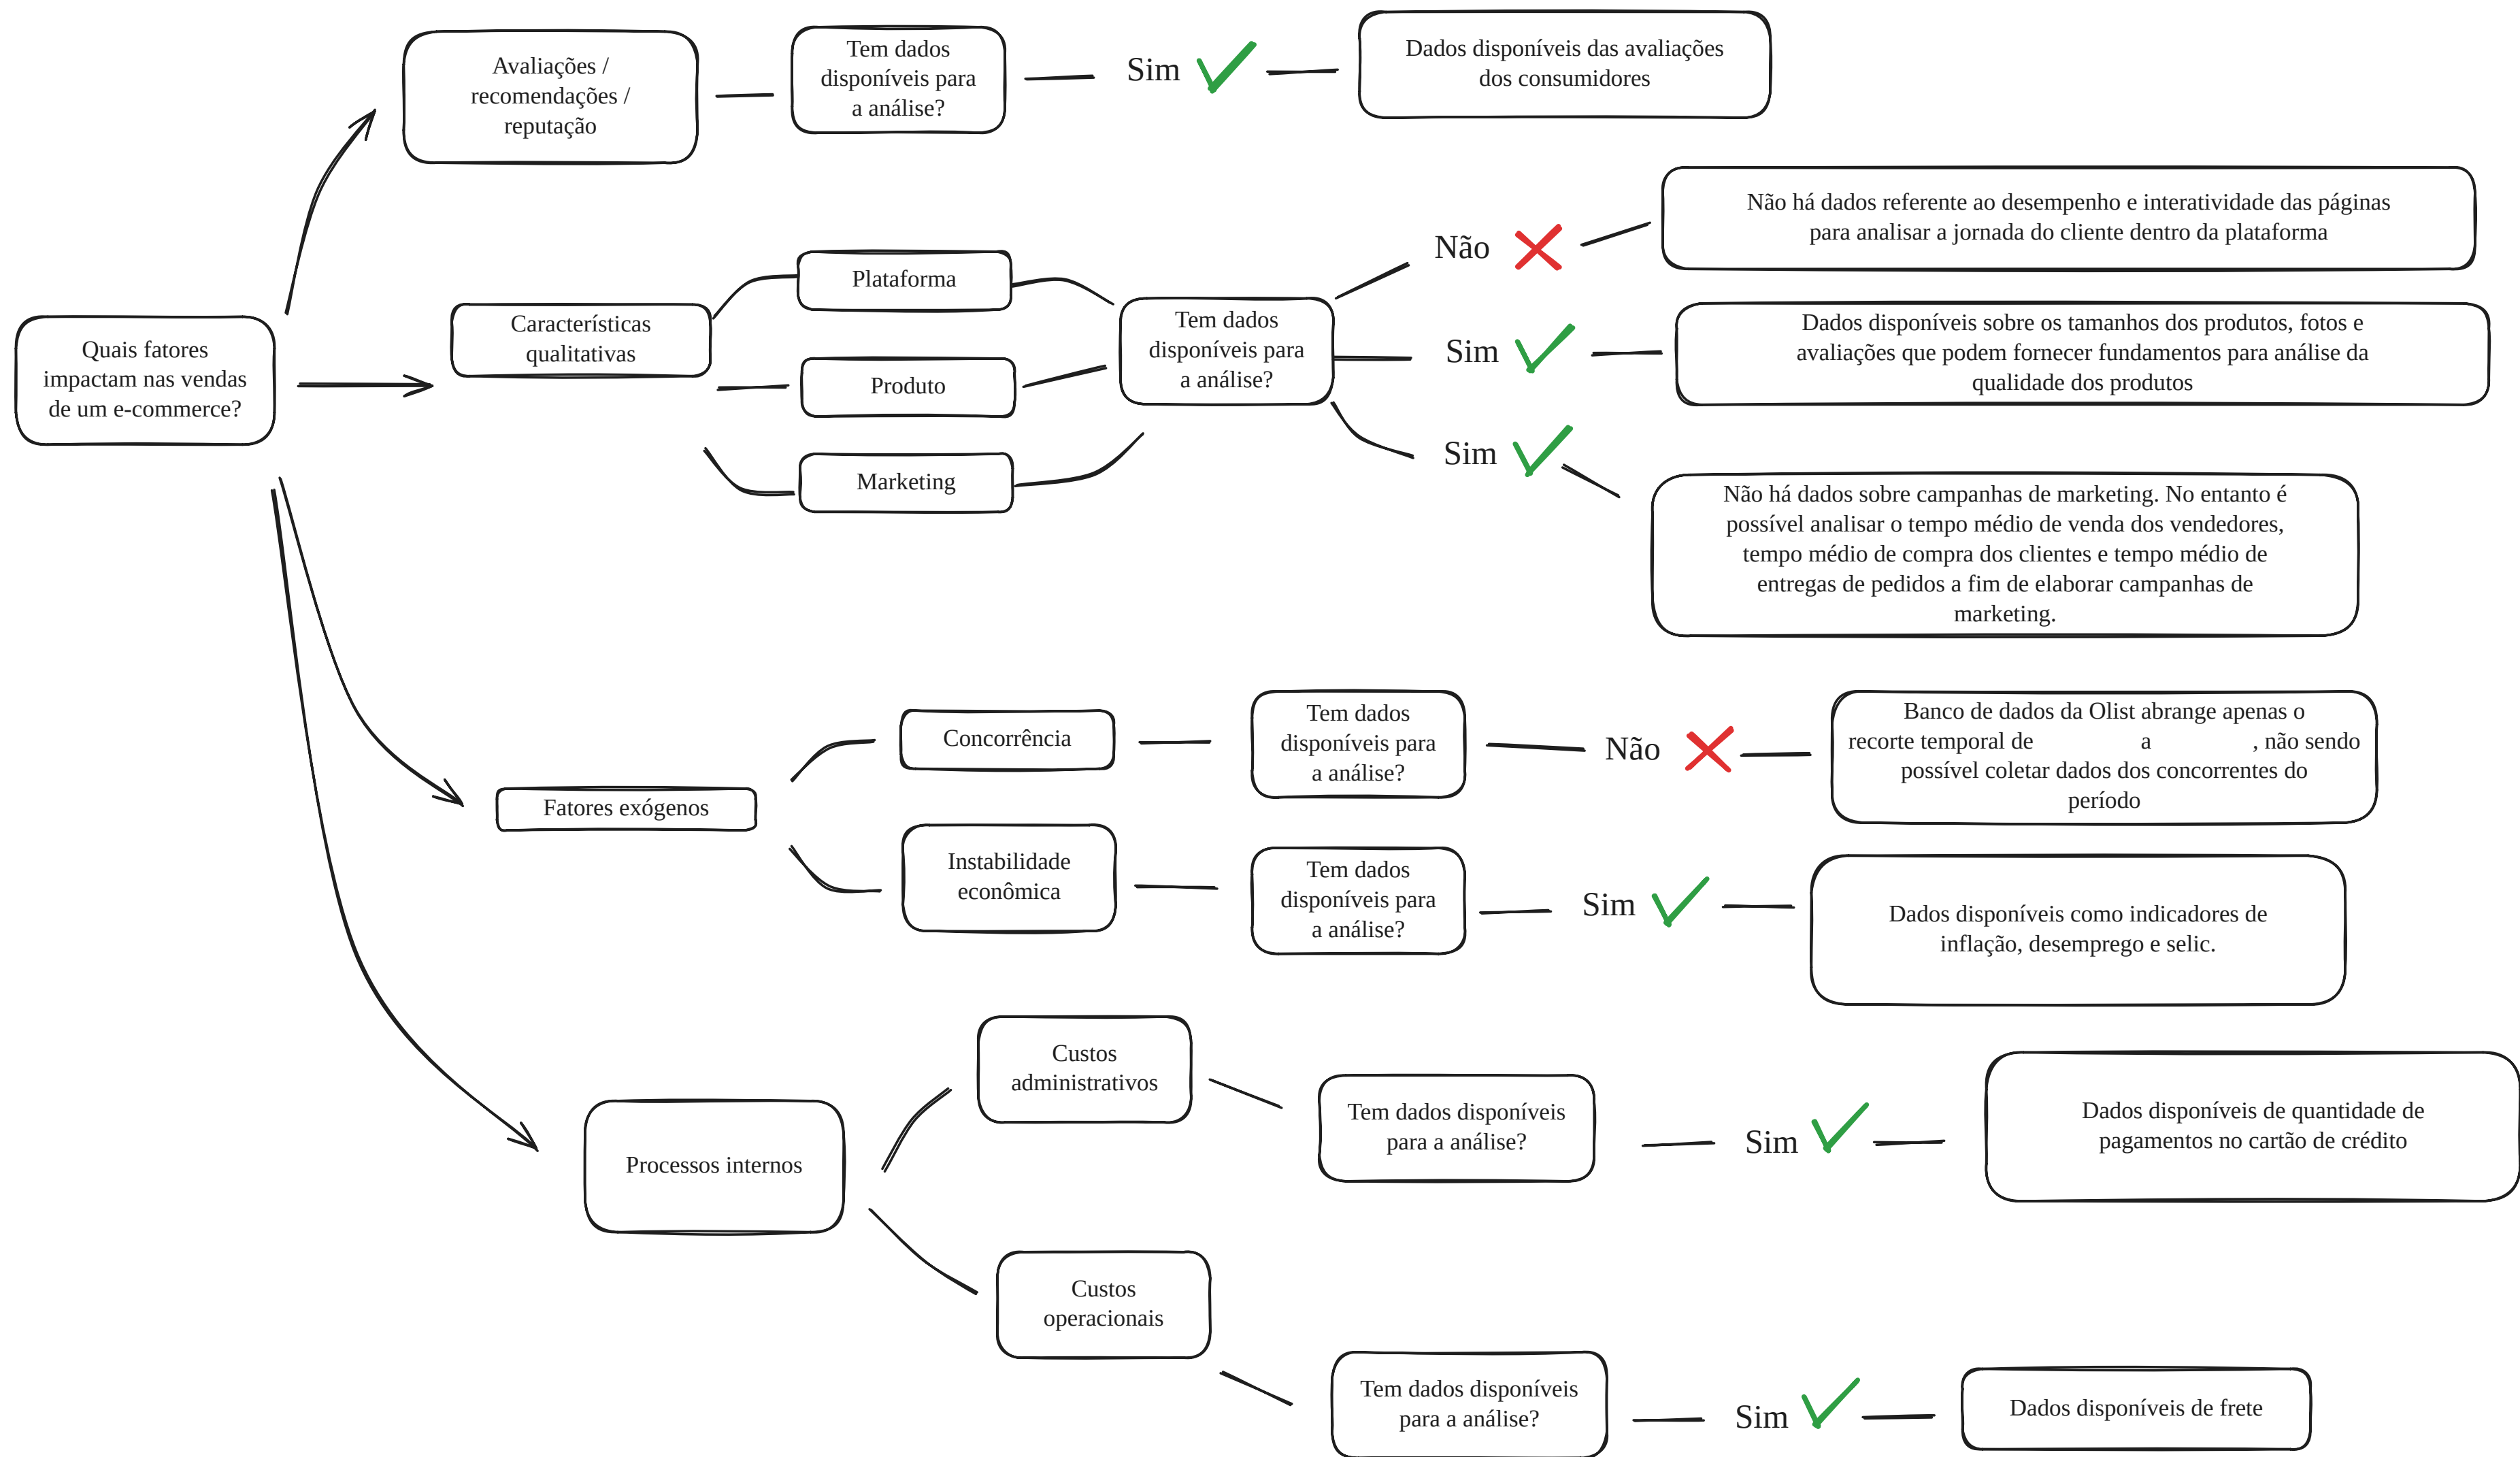 Quais fatores
impactam nas vendas
de um e-commerce?
Avaliações /
recomendações /
reputação
Tem dados
disponíveis para
a análise?
Sim
Dados disponíveis das avaliações
dos consumidores
Características
qualitativas
Plataforma
Produto
Marketing
Tem dados
disponíveis para
a análise?
Não
Não há dados referente ao desempenho e interatividade das páginas
para analisar a jornada do cliente dentro da plataforma
Sim
Dados disponíveis sobre os tamanhos dos produtos, fotos e
avaliações que podem fornecer fundamentos para análise da
qualidade dos produtos
Sim
Não há dados sobre campanhas de marketing. No entanto é
possível analisar o tempo médio de venda dos vendedores,
tempo médio de compra dos clientes e tempo médio de
entregas de pedidos a fim de elaborar campanhas de
marketing.
Fatores exógenos
Concorrência
Tem dados
disponíveis para
a análise?
Não
Banco de dados da Olist abrange apenas o
recorte temporal de a , não sendo
possível coletar dados dos concorrentes do
período
Instabilidade
econômica
Tem dados
disponíveis para
a análise?
Sim
Dados disponíveis como indicadores de
inflação, desemprego e selic.
Processos internos
Custos
administrativos
Tem dados disponíveis
para a análise?
Sim
Dados disponíveis de quantidade de
pagamentos no cartão de crédito
Custos
operacionais
Tem dados disponíveis
para a análise?
Sim
Dados disponíveis de frete